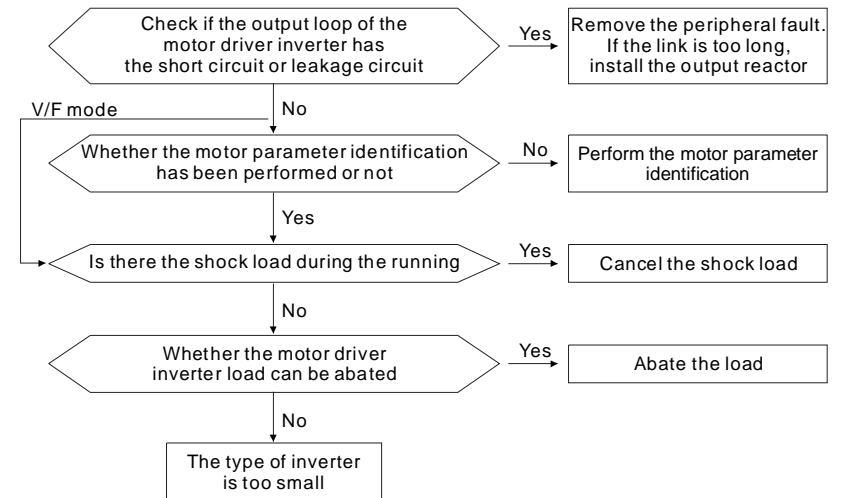 Check if the output loop of the
motor driver inverter has
the short circuit or leakage circuit
Yes
Remove the peripheral fault.
If the link is too long,
install the output reactor
V/F mode
No
Whether the motor parameter identification
has been performed or not
No
Perform the motor parameter
identification
Yes
Is there the shock load during the running
Yes
Cancel the shock load
No
Whether the motor driver
inverter load can be abated
Yes
Abate the load
No
The type of inverter
is too small